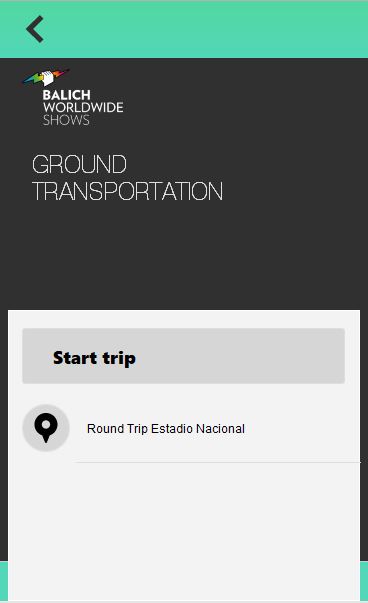 BALICH
WORLDWIDE
SHOWS
GROUND
TRANSPORTATION
Start trip
Round Trip Estadio Nacional